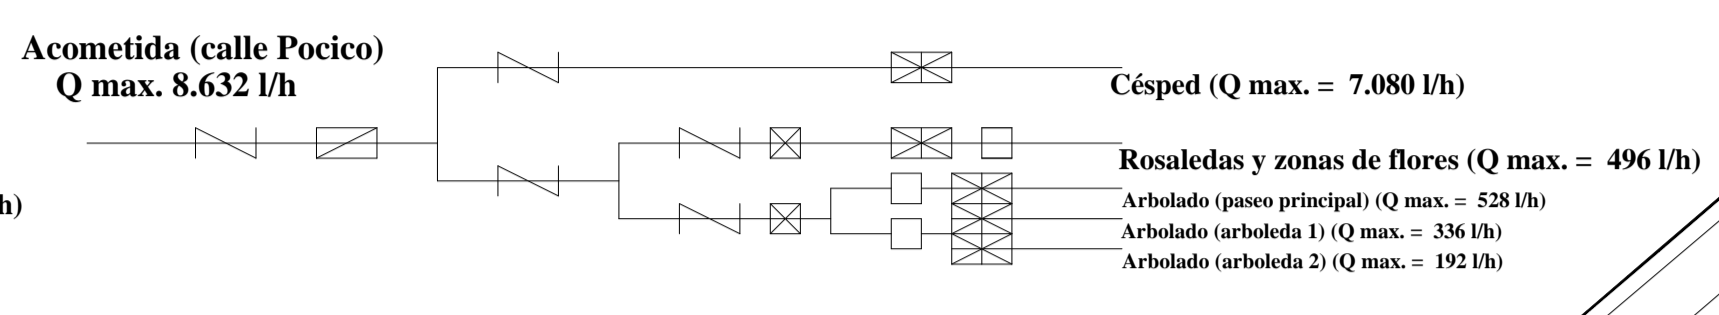 Acometida (calle Pocico)
Q max. 8.632 l/h
Césped (Q max. = 7.080 l/h)
Rosaledas y zonas de flores (Q max. = 496 l/h)
h)
Arbolado (paseo principal) (Q max. = 528 l/h)
Arbolado (arboleda 1) (Q max. = 336 l/h)
Arbolado (arboleda 2) (Q max. = 192 l/h)